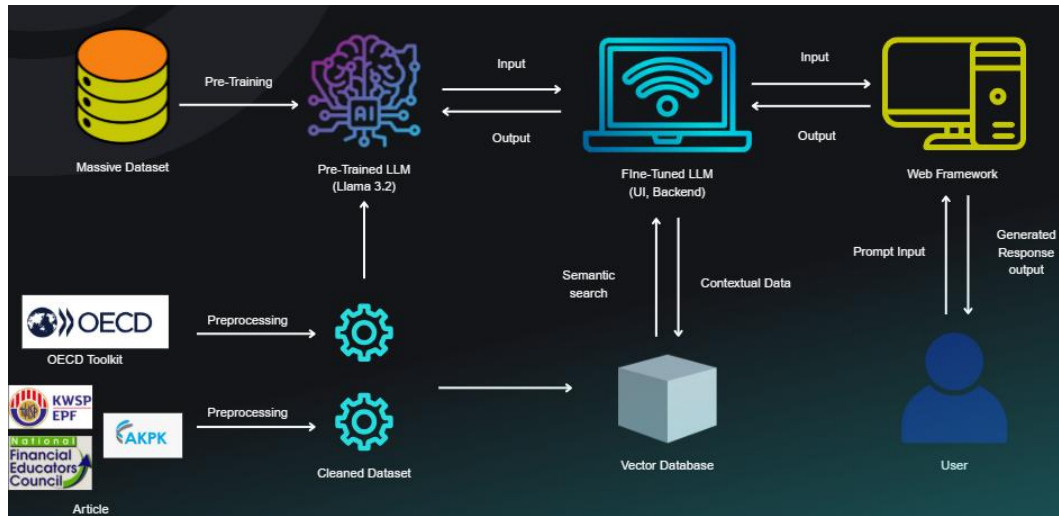 Massive Dataset
Pre-Training
AI
Pre-Trained LLM
(Llama 3.2)
Input
Output
FIne-Tuned LLM
(UI, Backend)
Input
Output
Web Framework
OECD
OECD Toolkit
Preprocessing
Semantic
search
Contextual Data
Prompt Input
Generated
Response
output
KWSP
EPF
AKPK
National
Financial
Educators
Council
Article
Preprocessing
Cleaned Dataset
Vector Database
User